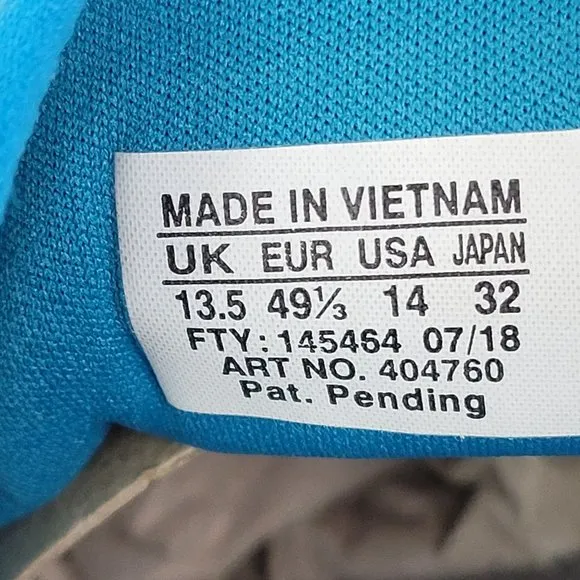 MADE IN VIETNAM
UK EUR USA JAPAN
13.5 49⅓ 14 32
FTY: 145464 07/18
ART NO. 404760
Pat. Pending